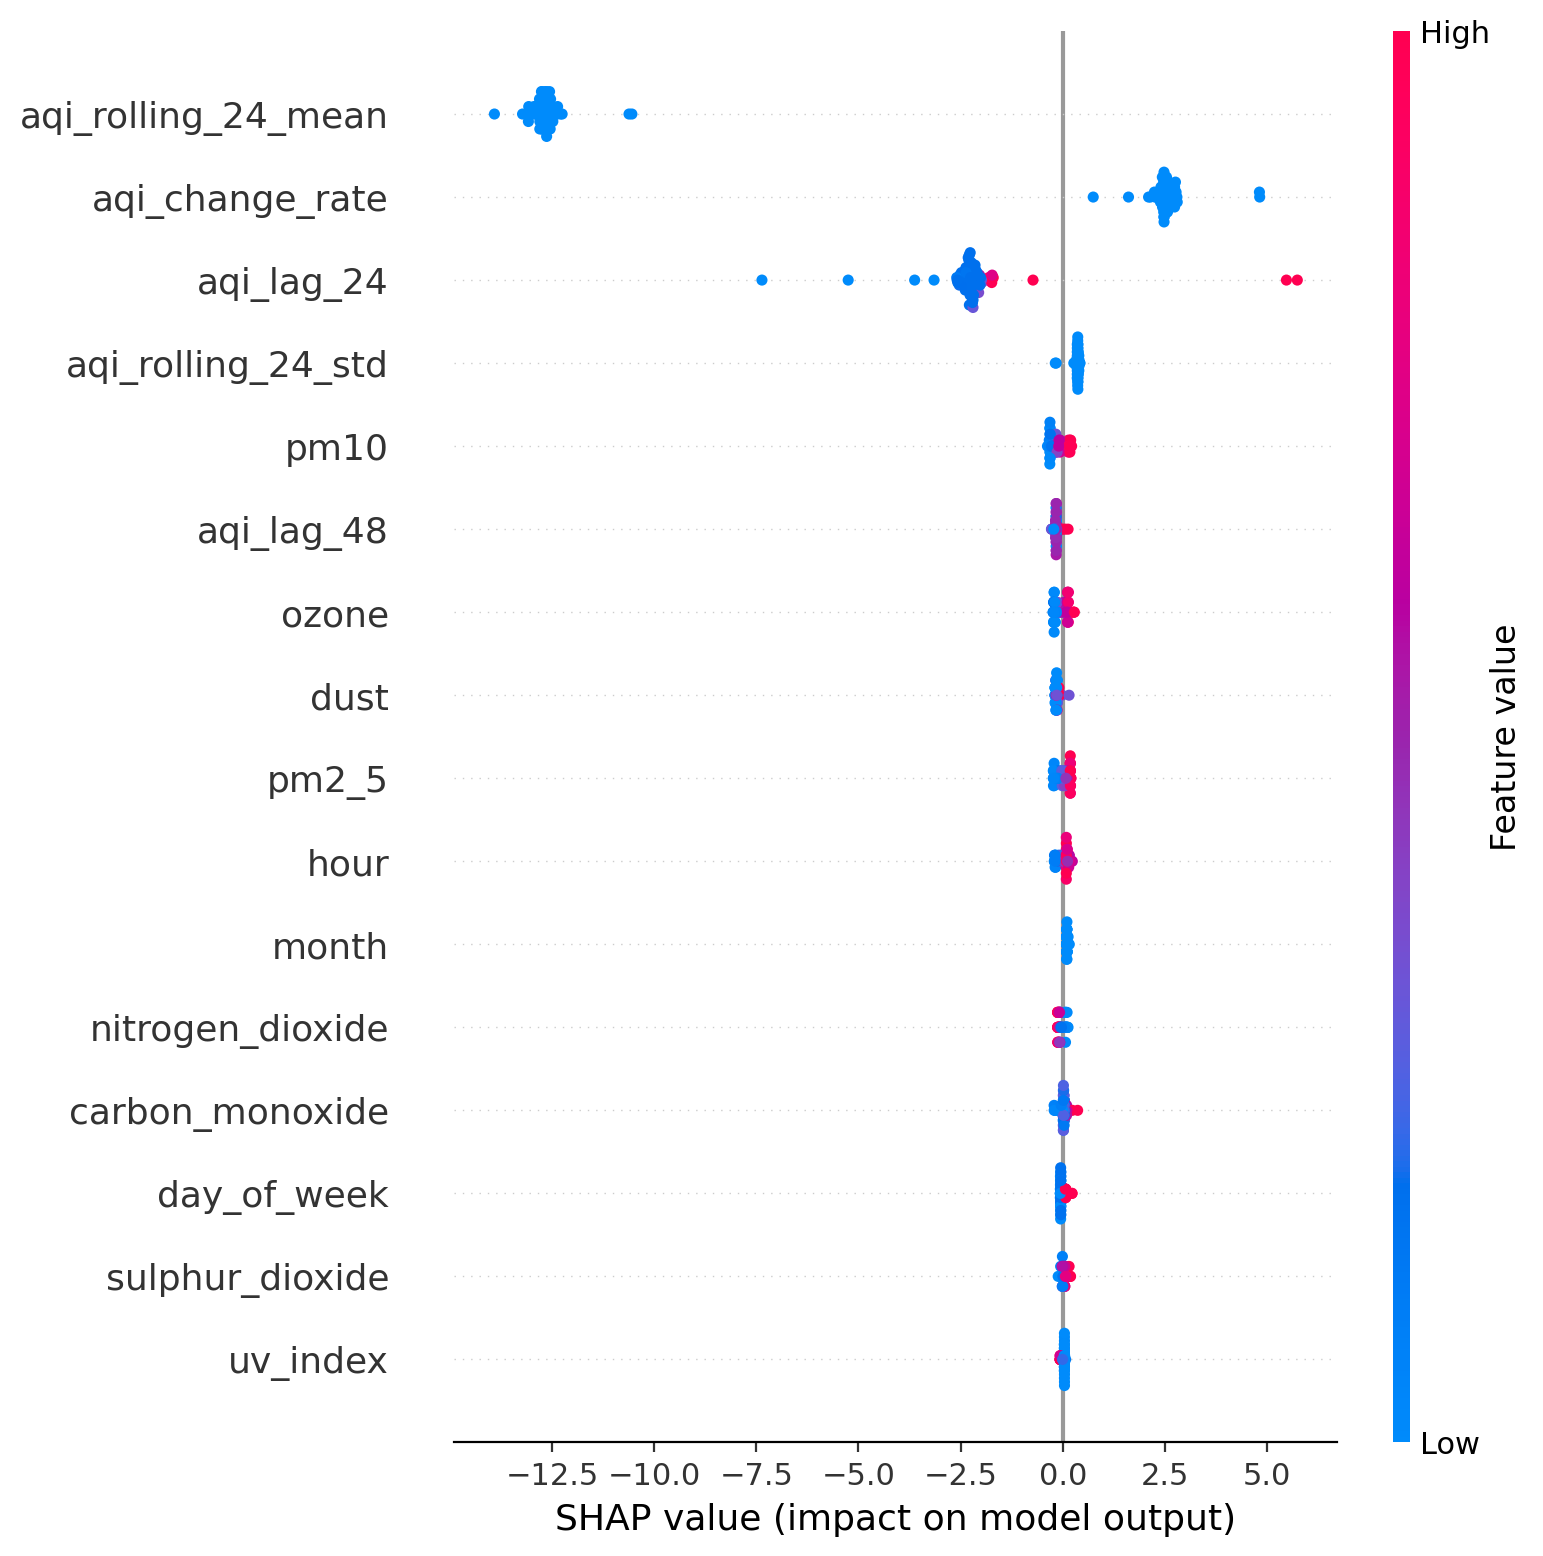 High
aqi_rolling_24_mean
aqi_change_rate
aqi_lag_24
aqi_rolling_24_std
pm10
aqi_lag_48
ozone
dust
pm2_5
hour
month
nitrogen_dioxide
carbon_monoxide
day_of_week
sulphur_dioxide
uv_index
Feature value
Low
−12.5 −10.0 −7.5 −5.0 −2.5 0.0 2.5 5.0
SHAP value (impact on model output)